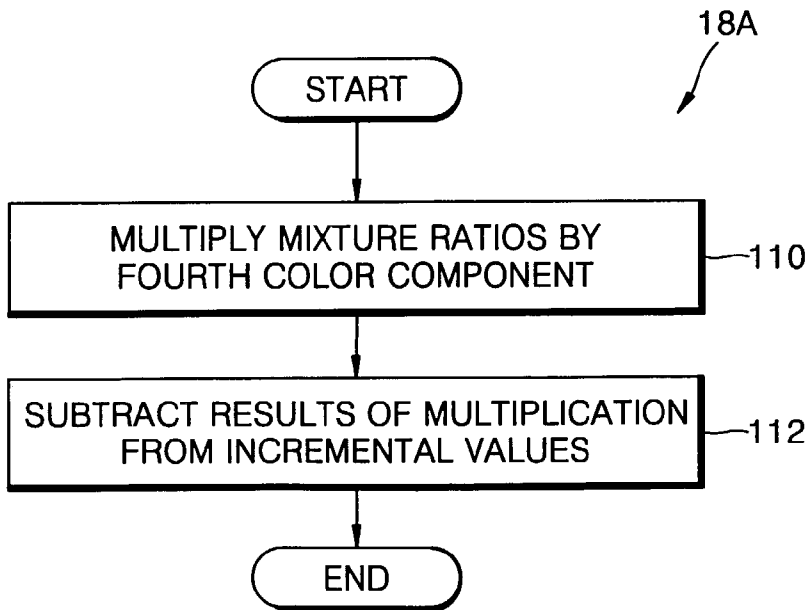 18A
START
MULTIPLY MIXTURE RATIOS BY
FOURTH COLOR COMPONENT
110
SUBTRACT RESULTS OF MULTIPLICATION
FROM INCREMENTAL VALUES
112
END